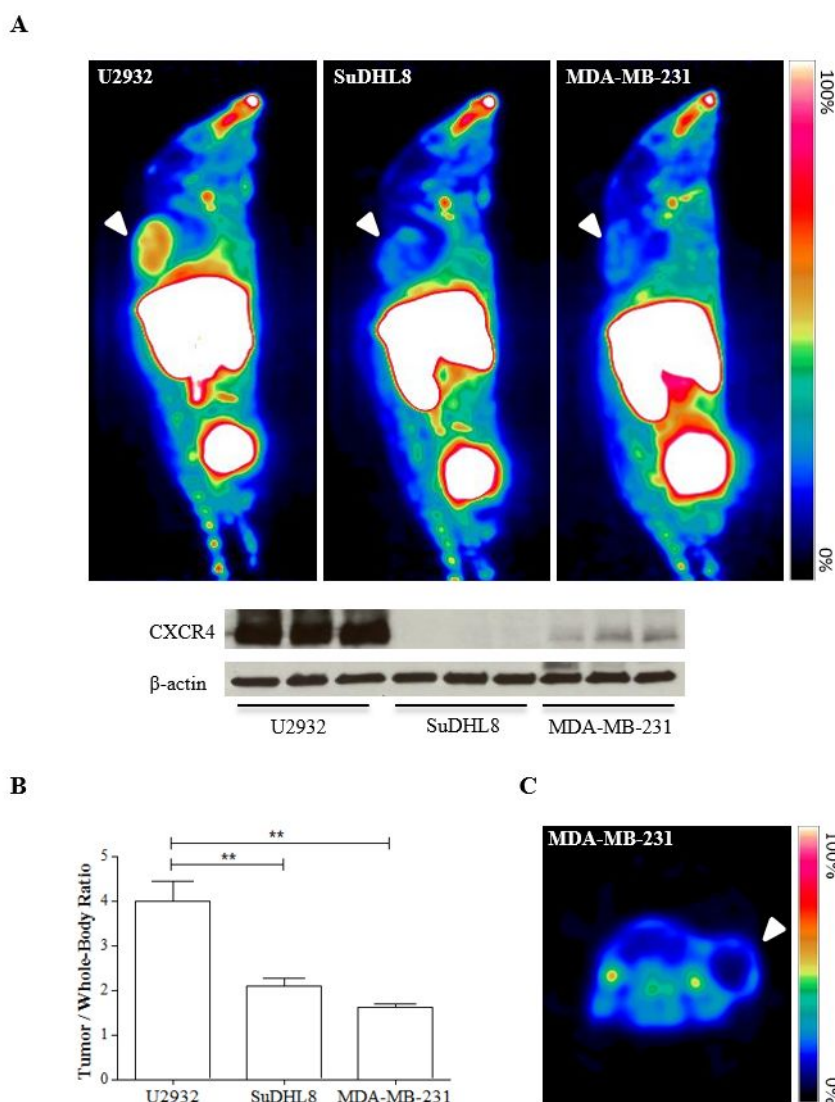 A
U2932
SuDHL8
MDA-MB-231
100%
0%
CXCR4
β-actin
U2932
SuDHL8
MDA-MB-231
B
C
**
**
5
4
3
2
1
0
Tumor / Whole-Body Ratio
U2932
SuDHL8
MDA-MB-231
MDA-MB-231
100%
0%